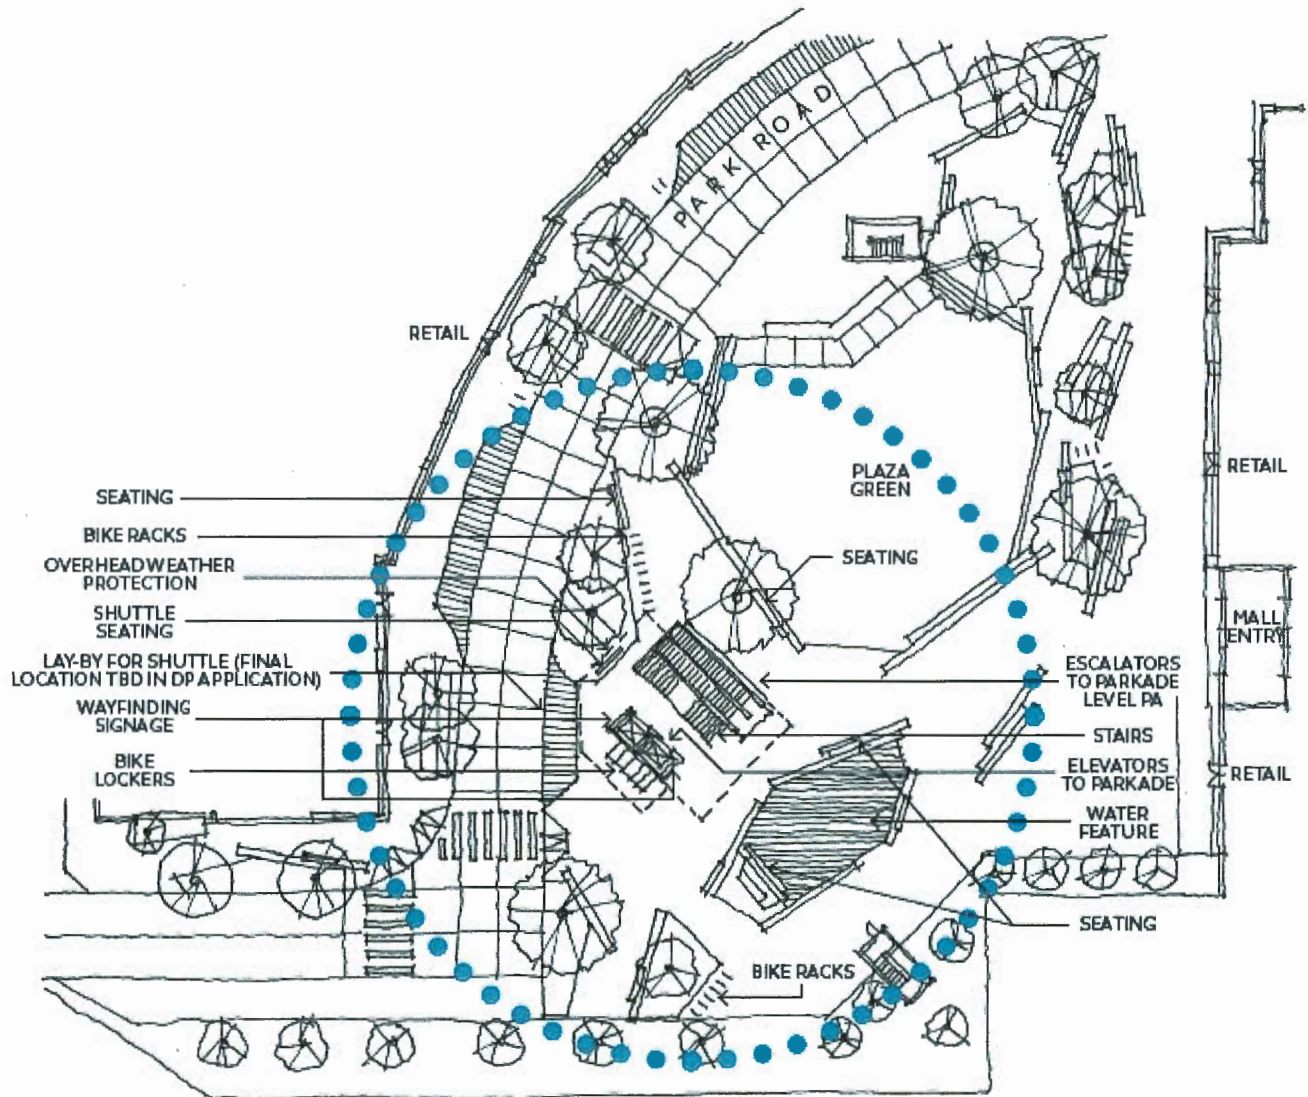 PARK ROAD
RETAIL
PLAZA
GREEN
RETAIL
SEATING
BIKE RACKS
OVERHEAD WEATHER
PROTECTION
SHUTTLE
SEATING
LAY-BY FOR SHUTTLE (FINAL
LOCATION TBD IN DP APPLICATION)
WAYFINDING
SIGNAGE
BIKE
LOCKERS
SEATING
MALL
ENTRY
ESCALATORS
TO PARKADE
LEVEL PA
STAIRS
ELEVATORS
TO PARKADE
RETAIL
WATER
FEATURE
SEATING
BIKE RACKS